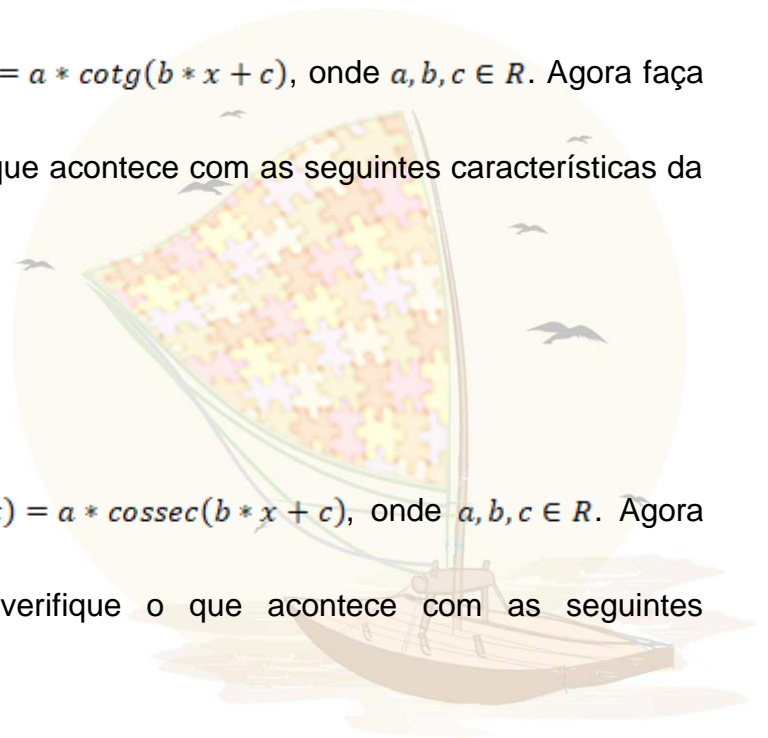 = a * cotg(b * x + c), onde a, b, c ∈ R. Agora faça
que acontece com as seguintes características da
) = a * cossec(b * x + c), onde a, b, c ∈ R. Agora
verifique o que acontece com as seguintes